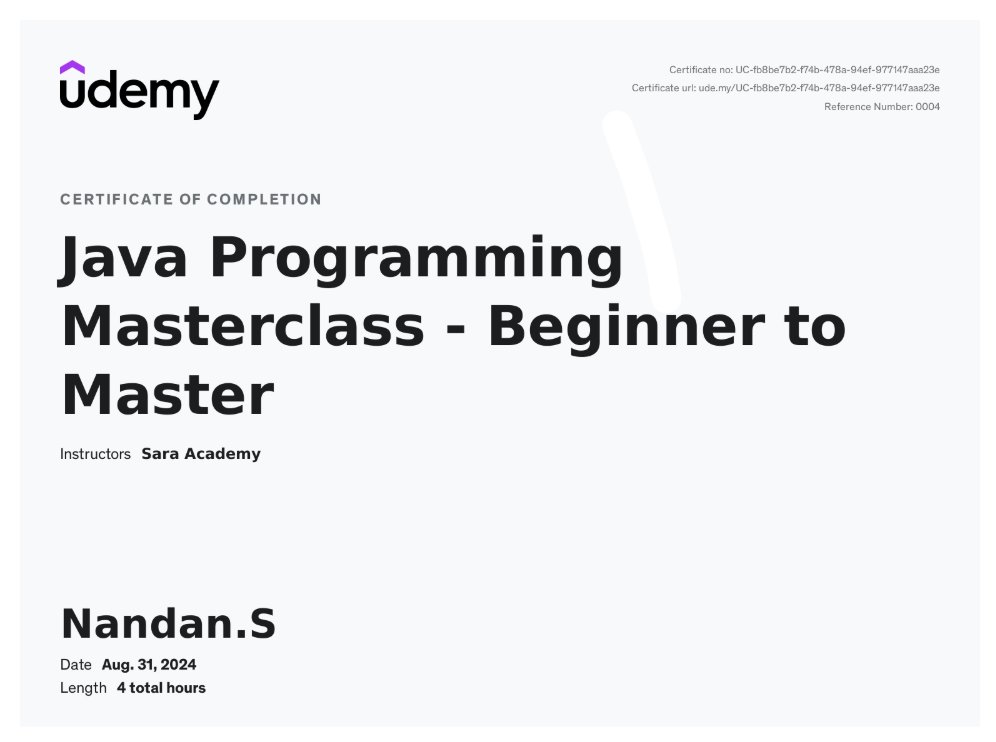 udemy
Certificate no: UC-fb8be7b2-f74b-478a-94ef-977147aaa23e
Certificate url: ude.my/UC-fb8be7b2-f74b-478a-94ef-977147aaa23e
Reference Number: 0004
CERTIFICATE OF COMPLETION
Java Programming
Masterclass - Beginner to
Master
Instructors Sara Academy
Nandan.S
Date Aug. 31, 2024
Length 4 total hours